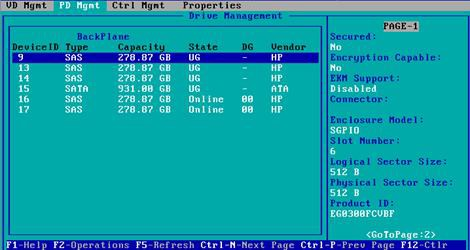 VD Mgmt PD Mgmt Ctrl Mgmt Properties
Drive Management
BackPlane
DeviceID Type Capacity State DG Vendor
9 SAS 278.87 GB UG - HP
13 SAS 278.87 GB UG - HP
14 SAS 278.87 GB UG - HP
15 SATA 931.00 GB UG - ATA
16 SAS 278.87 GB Online 00 HP
17 SAS 278.87 GB Online 00 HP
PAGE-1
Secured:
No
Encryption Capable:
No
EKM Support:
Disabled
Connector:
Enclosure Model:
SGPIO
Slot Number:
6
Logical Sector Size:
512 B
Physical Sector Size:
512 B
Product ID:
EG0300FCVBF
<GoToPage:2>
F1-Help F2-Operations F5-Refresh Ctrl-N-Next Page Ctrl-P-Prev Page F12-Ctlr